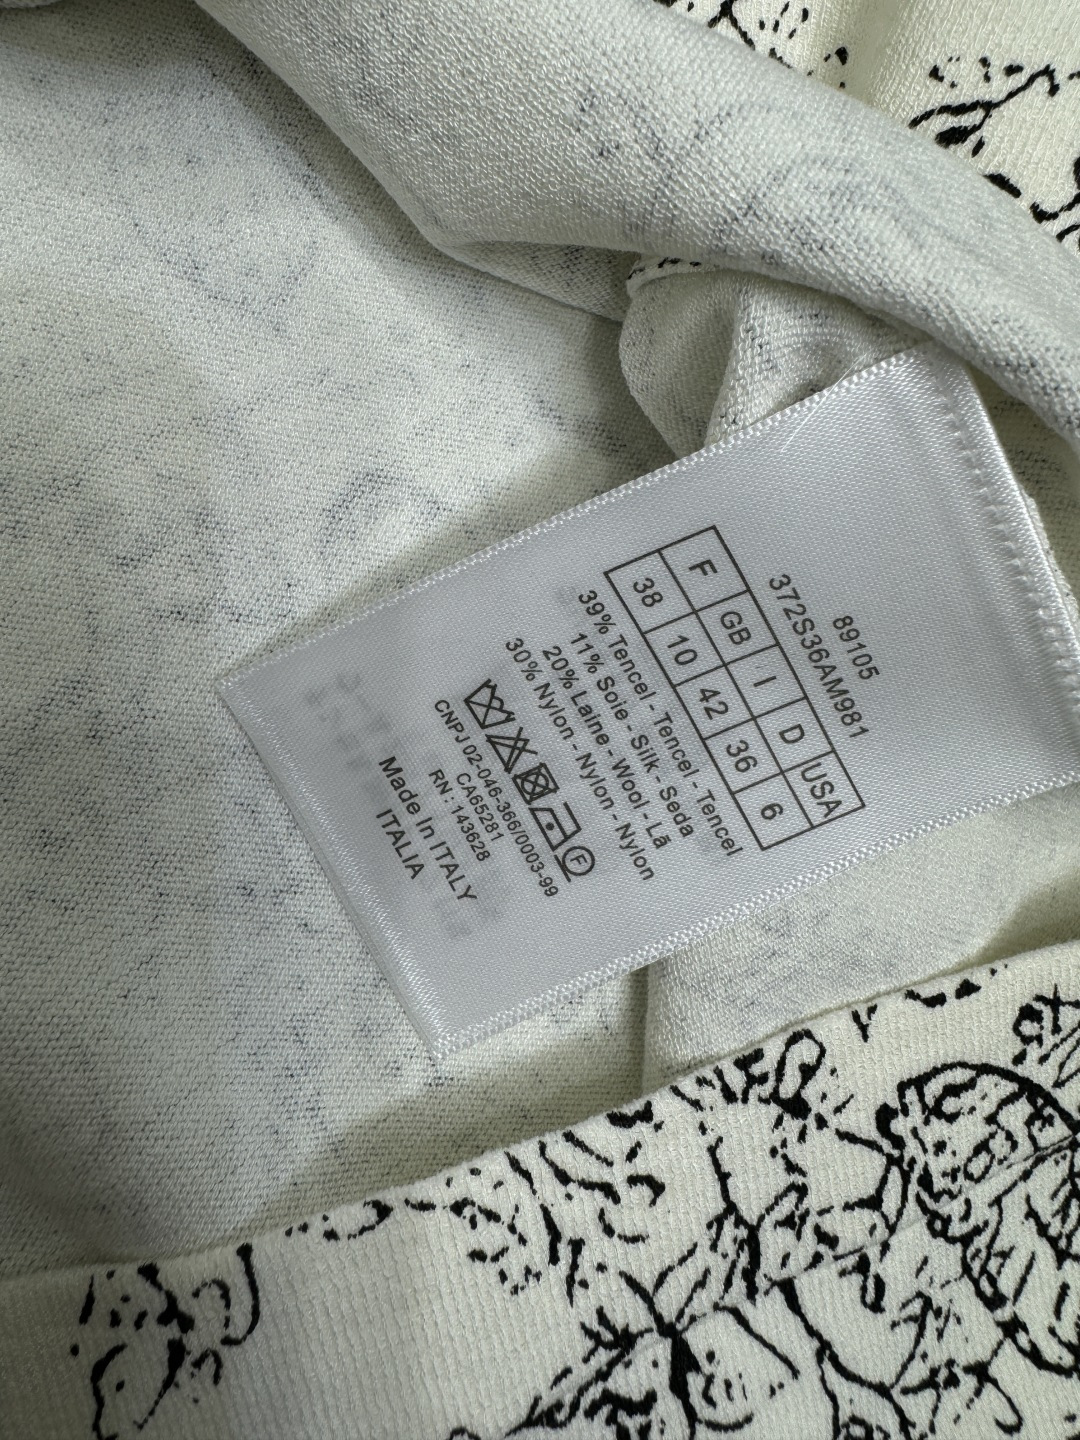 89105
372S36AM981
F GB I D USA
38 10 42 36 6
39% Tencel - Tencel - Tencel
11% Soie - Silk - Seda
20% Laine - Wool - Lã
30% Nylon - Nylon - Nylon
F
CNPJ 02-046-366/0003-99
CA65281
RN : 143628
Made In ITALY
ITALIA